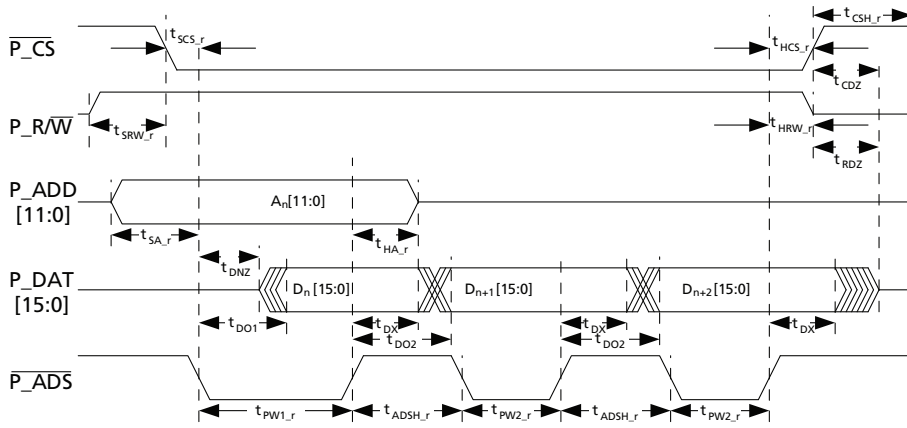 P_CS
t_SCS_r
t_HCS_r
t_CSH_r
t_CDZ
P_R/W
t_SRW_r
t_HRW_r
t_RDZ
P_ADD
[11:0]
A_n[11:0]
t_SA_r
t_HA_r
t_DNZ
P_DAT
[15:0]
D_n [15:0]
D_n+1 [15:0]
D_n+2 [15:0]
t_DO1
t_DX
t_DO2
t_DX
t_DO2
t_DX
P_ADS
t_PW1_r
t_ADSH_r
t_PW2_r
t_ADSH_r
t_PW2_r